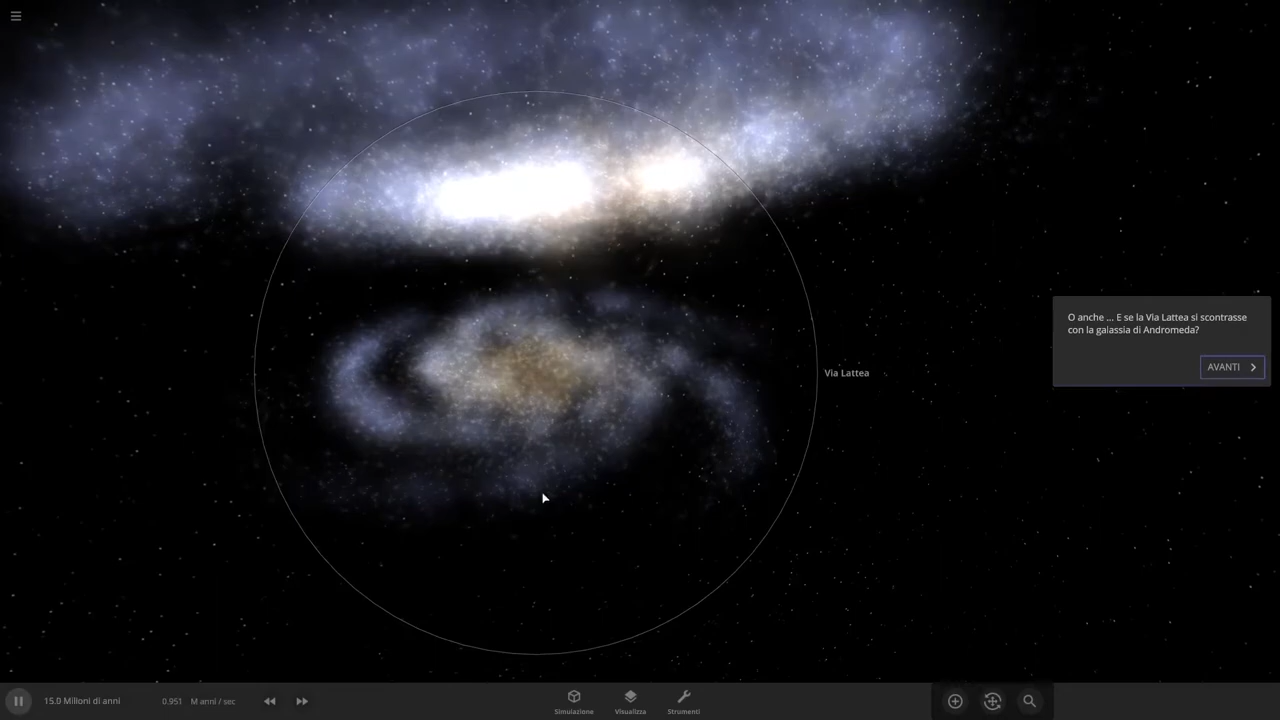 O anche ... E se la Via Lattea si scontrasse
con la galassia di Andromeda?
AVANTI
Via Lattea
15.0 Milioni di anni
0.951 M anni / sec
Simulazione
Visualizza
Strumenti